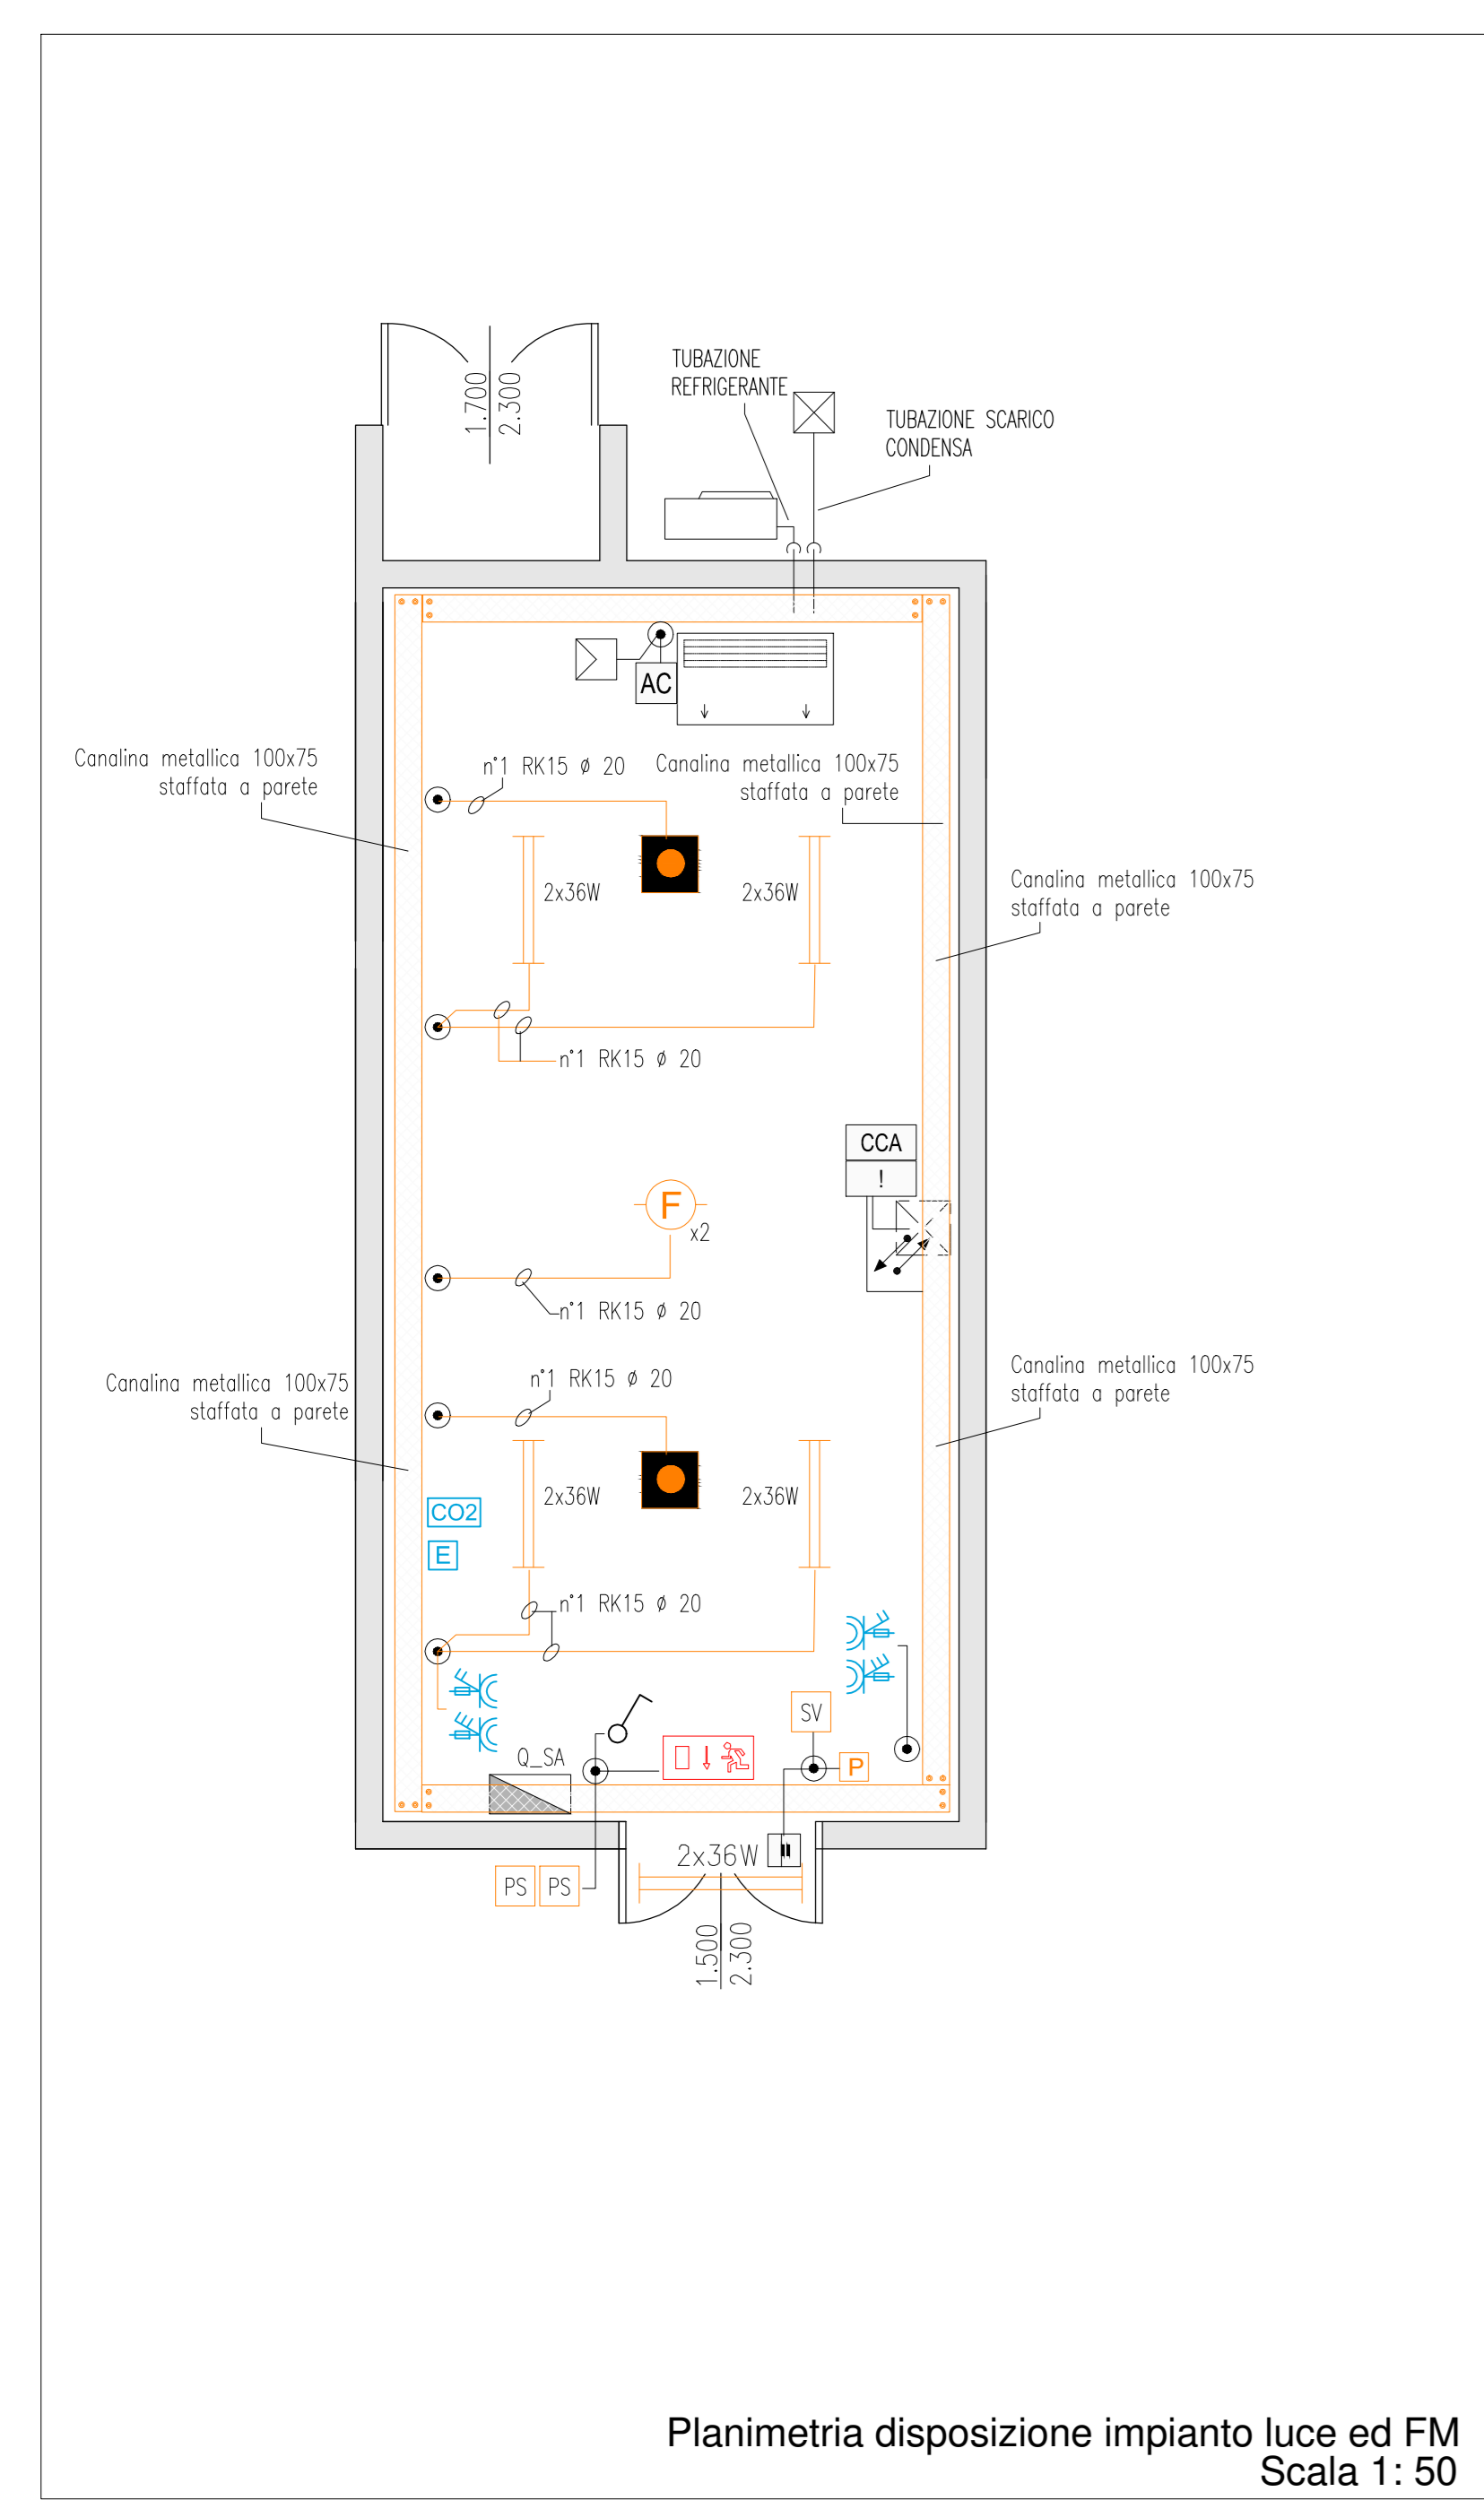 1.700
2.300
TUBAZIONE
REFRIGERANTE
TUBAZIONE SCARICO
CONDENSA
AC
Canalina metallica 100x75
staffata a parete
n°1 RK15 ø 20
Canalina metallica 100x75
staffata a parete
2x36W
2x36W
Canalina metallica 100x75
staffata a parete
n°1 RK15 ø 20
CCA
!
F
x2
n°1 RK15 ø 20
Canalina metallica 100x75
staffata a parete
n°1 RK15 ø 20
Canalina metallica 100x75
staffata a parete
2x36W
2x36W
CO2
E
n°1 RK15 ø 20
SV
Q_SA
P
2x36W
PS PS
1.500
2.300
Planimetria disposizione impianto luce ed FM
Scala 1: 50